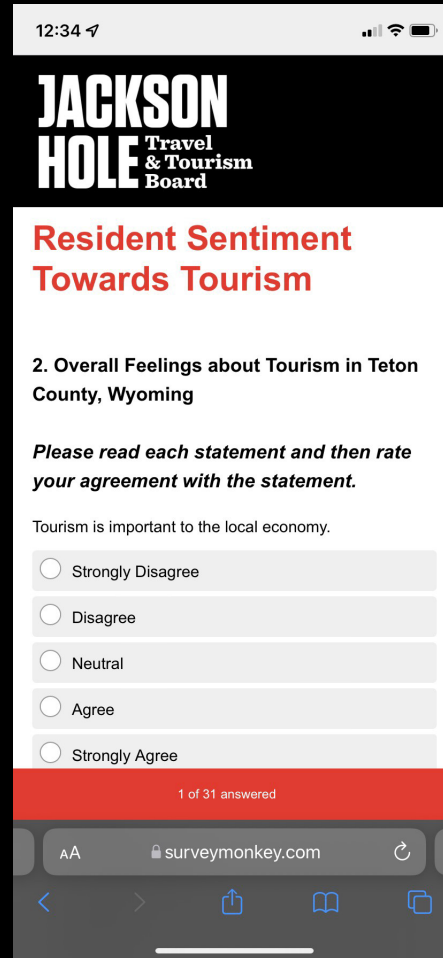 12:34
JACKSON
HOLE Travel
& Tourism
Board
Resident Sentiment
Towards Tourism
2. Overall Feelings about Tourism in Teton
County, Wyoming
Please read each statement and then rate
your agreement with the statement.
Tourism is important to the local economy.
Strongly Disagree
Disagree
Neutral
Agree
Strongly Agree
1 of 31 answered
AA surveymonkey.com